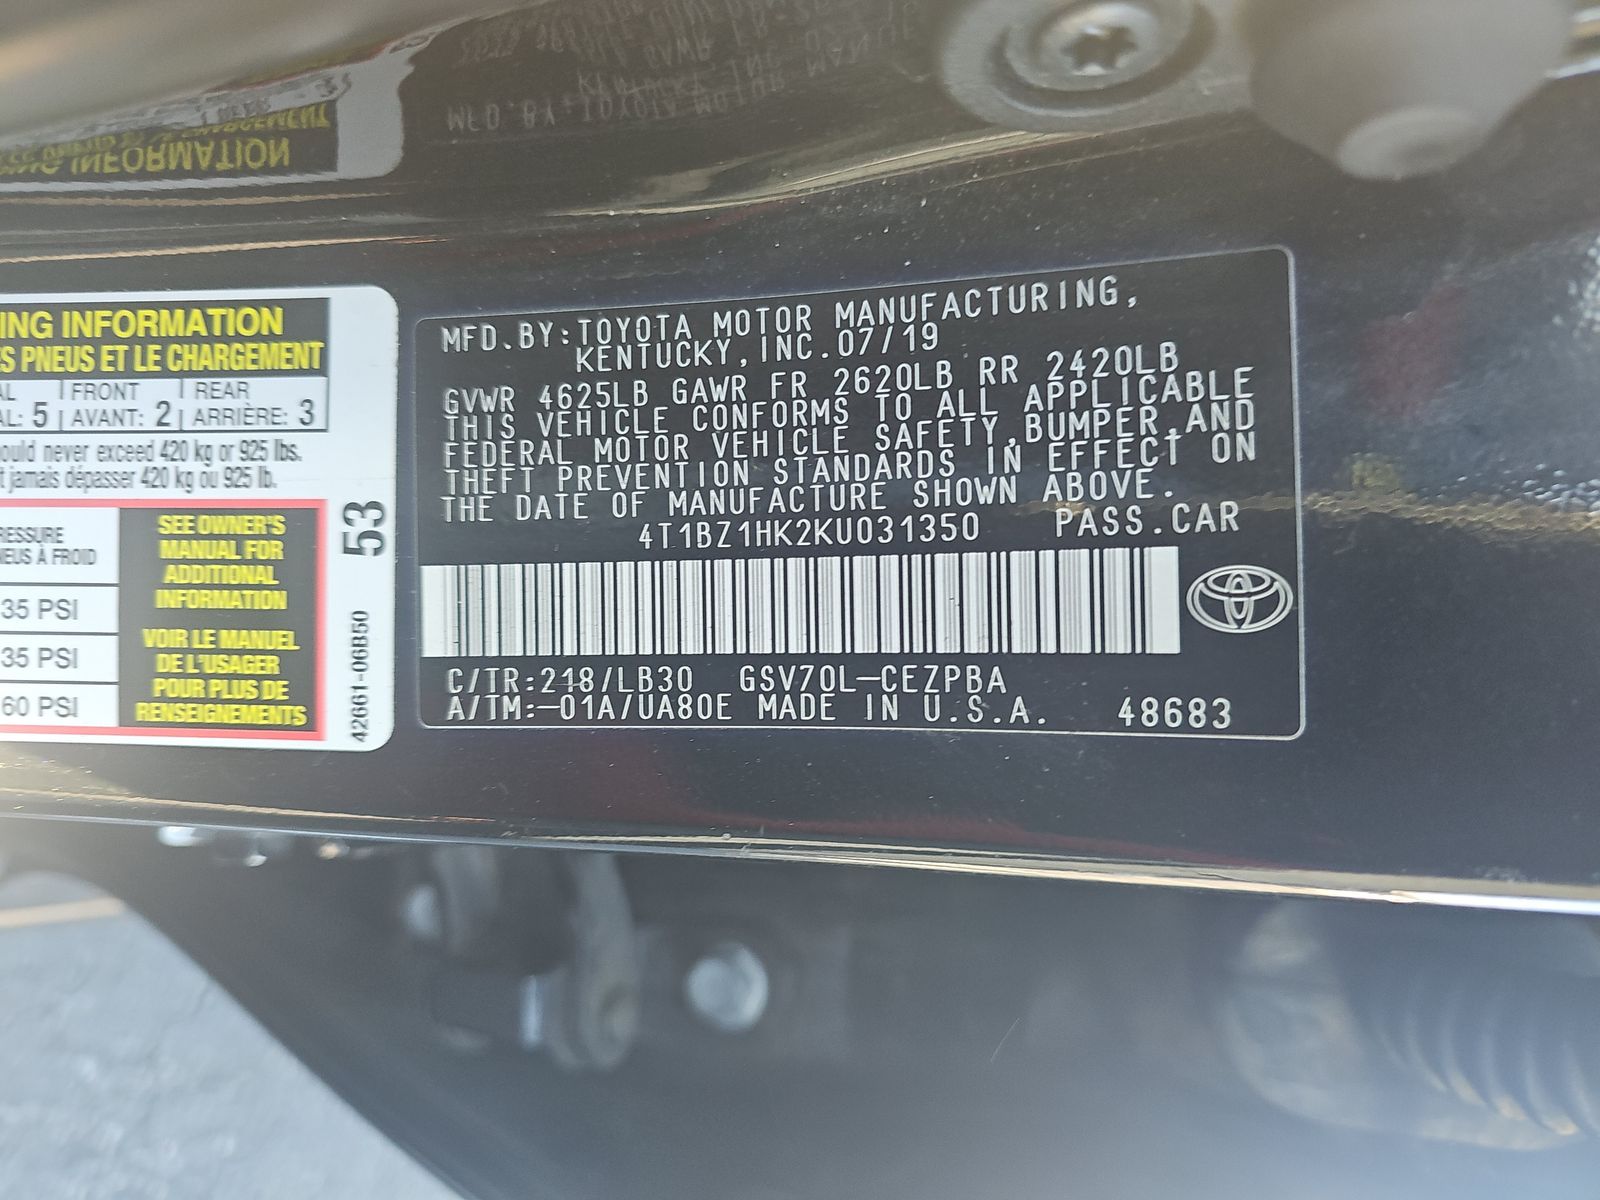 ING INFORMATION
S PNEUS ET LE CHARGEMENT
AL FRONT REAR
AL: 5 AVANT: 2 ARRIÈRE: 3
ould never exceed 420 kg or 925 lbs.
t jamais dépasser 420 kg ou 925 lb.
RESSURE
NEUS À FROID
35 PSI
35 PSI
60 PSI
SEE OWNER'S
MANUAL FOR
ADDITIONAL
INFORMATION
VOIR LE MANUEL
DE L'USAGER
POUR PLUS DE
RENSEIGNEMENTS
53
42661-06B50
MFD.BY:TOYOTA MOTOR MANUFACTURING,
KENTUCKY,INC.07/19
GVWR 4625LB GAWR FR 2620LB RR 2420LB
THIS VEHICLE CONFORMS TO ALL APPLICABLE
FEDERAL MOTOR VEHICLE SAFETY,BUMPER,AND
THEFT PREVENTION STANDARDS IN EFFECT ON
THE DATE OF MANUFACTURE SHOWN ABOVE.
4T1BZ1HK2KU031350 PASS.CAR
C/TR:218/LB30 GSV70L-CEZPBA
A/TM:-01A/UA80E MADE IN U.S.A. 48683